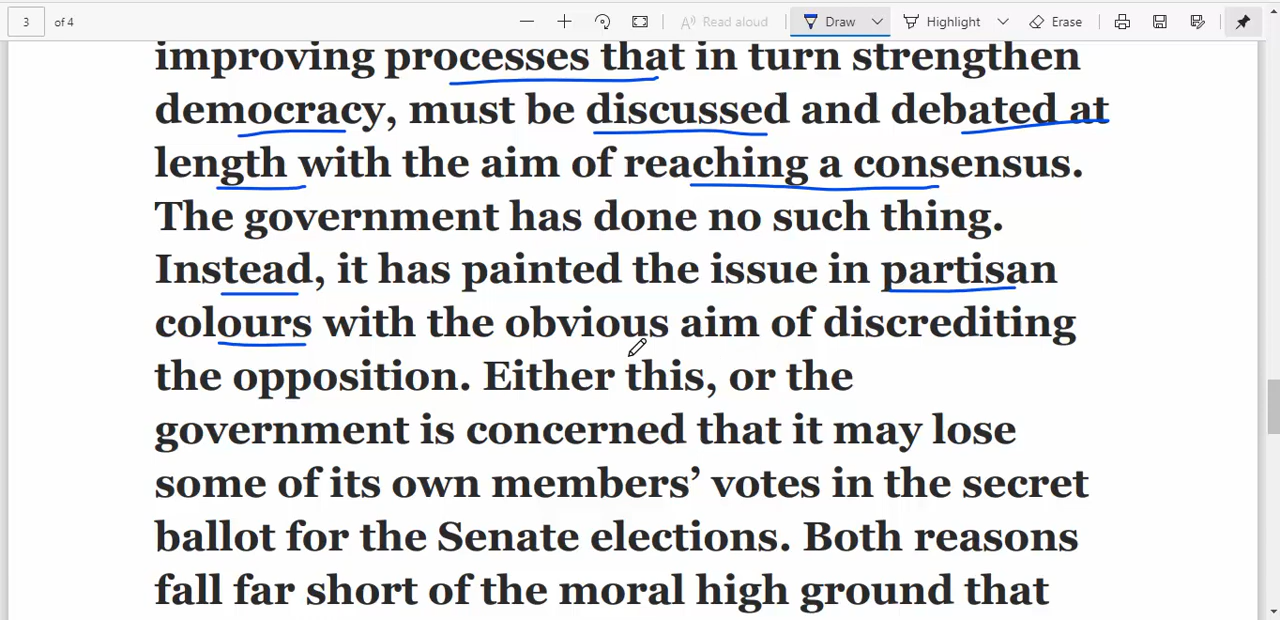 3 of 4 Read aloud Draw Highlight Erase
improving processes that in turn strengthen
democracy, must be discussed and debated at
length with the aim of reaching a consensus.
The government has done no such thing.
Instead, it has painted the issue in partisan
colours with the obvious aim of discrediting
the opposition. Either this, or the
government is concerned that it may lose
some of its own members’ votes in the secret
ballot for the Senate elections. Both reasons
fall far short of the moral high ground that